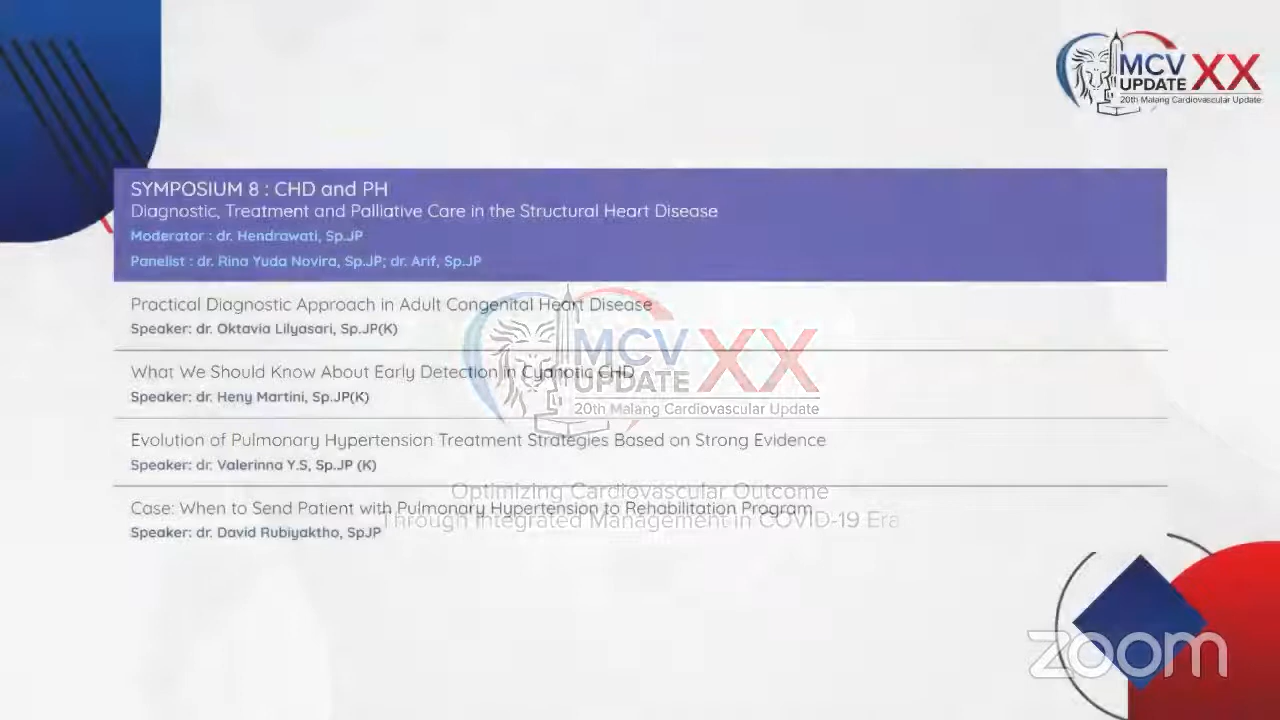 MCV XX
UPDATE
20th Malang Cardiovascular Update
SYMPOSIUM 8 : CHD and PH
Diagnostic, Treatment and Palliative Care in the Structural Heart Disease
Moderator : dr. Hendrawati, Sp.JP
Panelist : dr. Rina Yuda Novira, Sp.JP; dr. Arif, Sp.JP
Practical Diagnostic Approach in Adult Congenital Heart Disease
Speaker: dr. Oktavia Lilyasari, Sp.JP(K)
What We Should Know About Early Detection in Cyanotic CHD
Speaker: dr. Heny Martini, Sp.JP(K)
MCV XX
UPDATE
20th Malang Cardiovascular Update
Evolution of Pulmonary Hypertension Treatment Strategies Based on Strong Evidence
Speaker: dr. Valerinna Y.S, Sp.JP (K)
Optimizing Cardiovascular Outcome
Through Integrated Management in COVID-19 Era
Case: When to Send Patient with Pulmonary Hypertension to Rehabilitation Program
Speaker: dr. David Rubiyaktho, SpJP
zoom